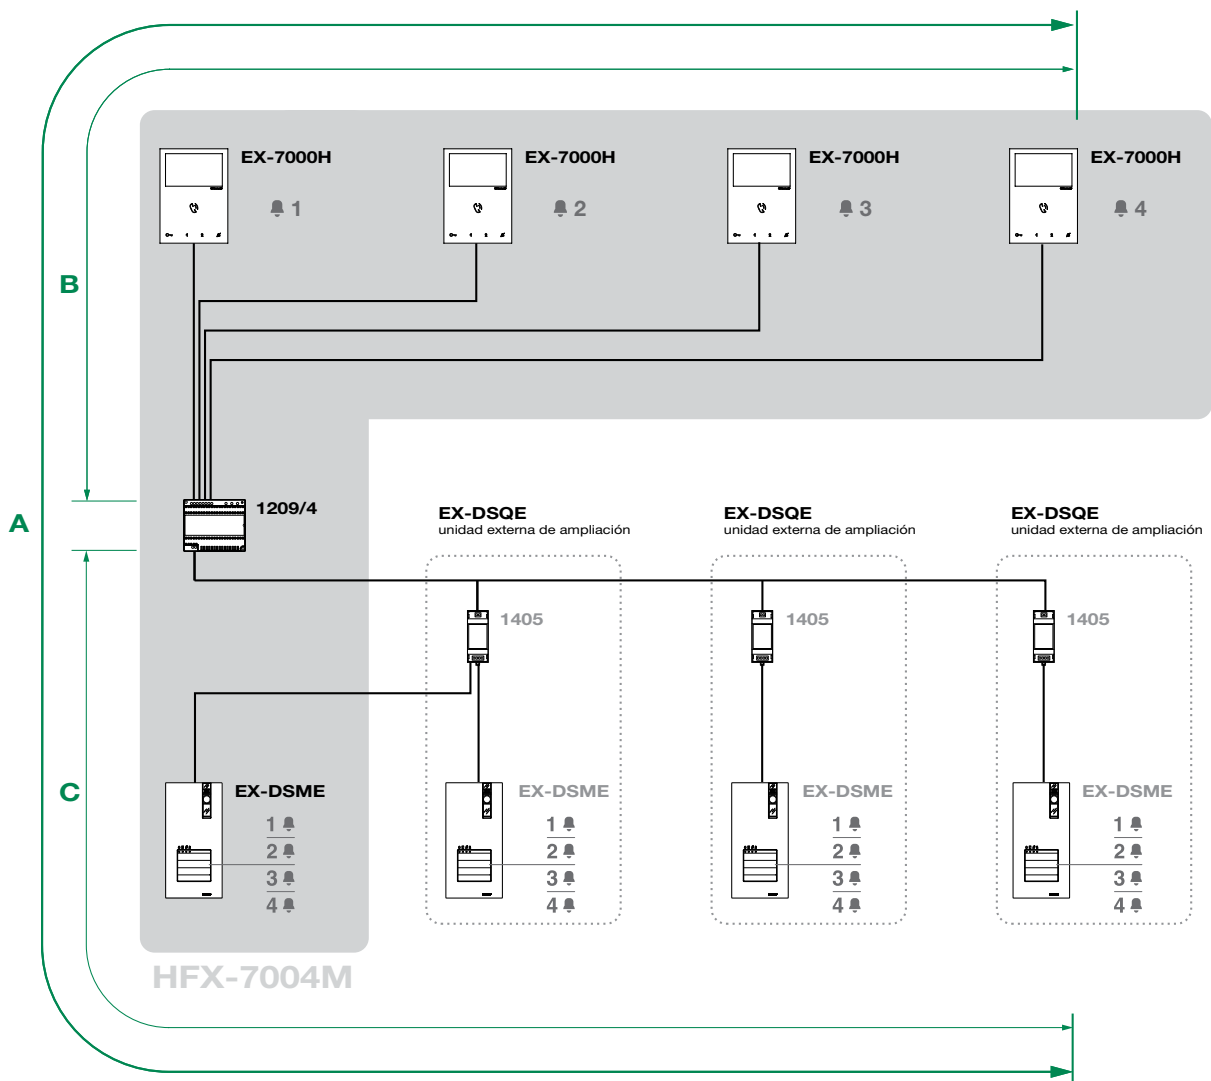 EX-7000H
EX-7000H
EX-7000H
EX-7000H
1
2
3
4
B
A
1209/4
EX-DSQE
unidad externa de ampliación
EX-DSQE
unidad externa de ampliación
EX-DSQE
unidad externa de ampliación
1405
1405
1405
C
EX-DSME
1
2
3
4
EX-DSME
1
2
3
4
EX-DSME
1
2
3
4
EX-DSME
1
2
3
4
HFX-7004M